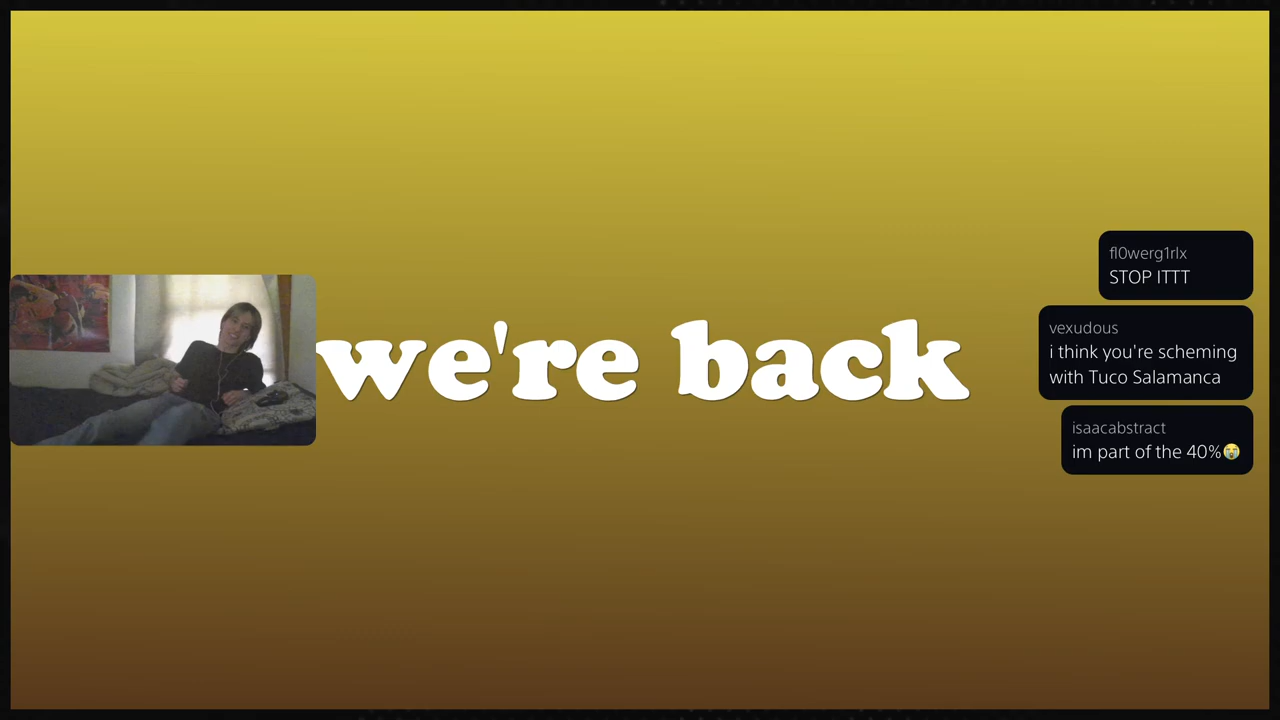 we're back
fl0werg1rlx
STOP ITTT
vexudous
i think you're scheming
with Tuco Salamanca
isaacabstract
im part of the 40%😭